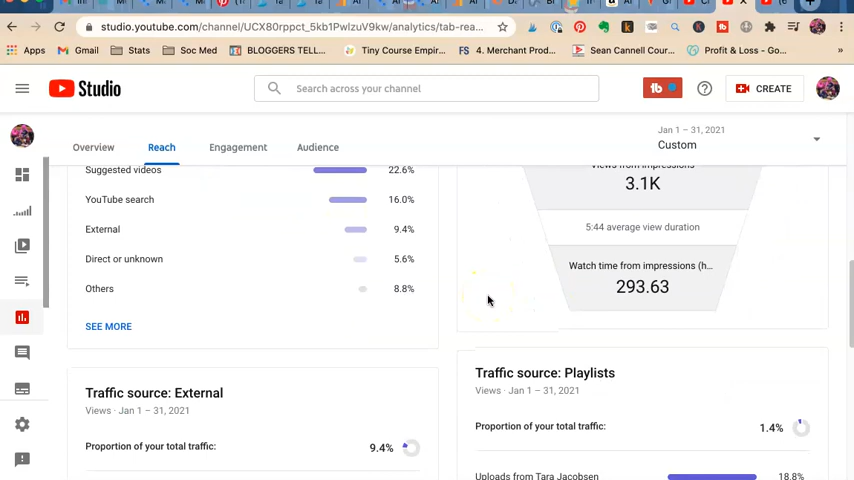 studio.youtube.com/channel/UCX80rppct_5kb1PwlzuV9kw/analytics/tab-rea...
Apps
Gmail
Stats
Soc Med
BLOGGERS TELL...
Tiny Course Empir...
4. Merchant Prod...
Sean Cannell Cour...
Profit & Loss - Go...
»
Studio
Search across your channel
tb
CREATE
Overview
Reach
Engagement
Audience
Jan 1 – 31, 2021
Custom
Suggested videos
22.6%
YouTube search
16.0%
External
9.4%
Direct or unknown
5.6%
Others
8.8%
SEE MORE
Views from impressions
3.1K
5:44 average view duration
Watch time from impressions (h...
293.63
Traffic source: External
Views · Jan 1 – 31, 2021
Proportion of your total traffic:
9.4%
Traffic source: Playlists
Views · Jan 1 – 31, 2021
Proportion of your total traffic:
1.4%
Uploads from Tara Jacobsen
18.8%